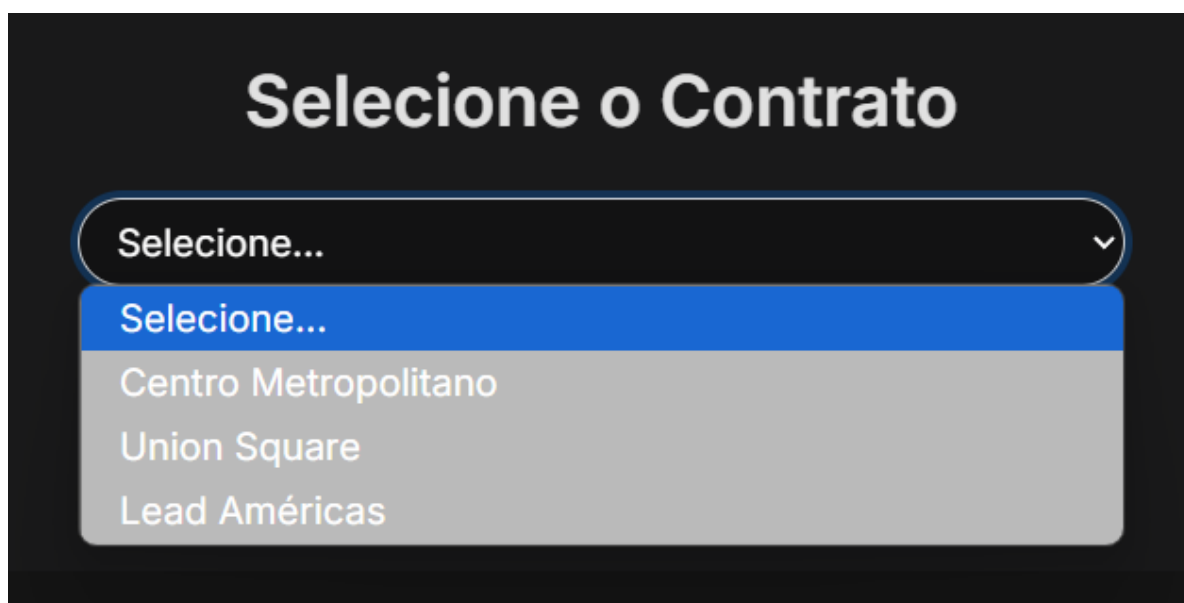 Selecione o Contrato
Selecione...
Selecione...
Centro Metropolitano
Union Square
Lead Américas